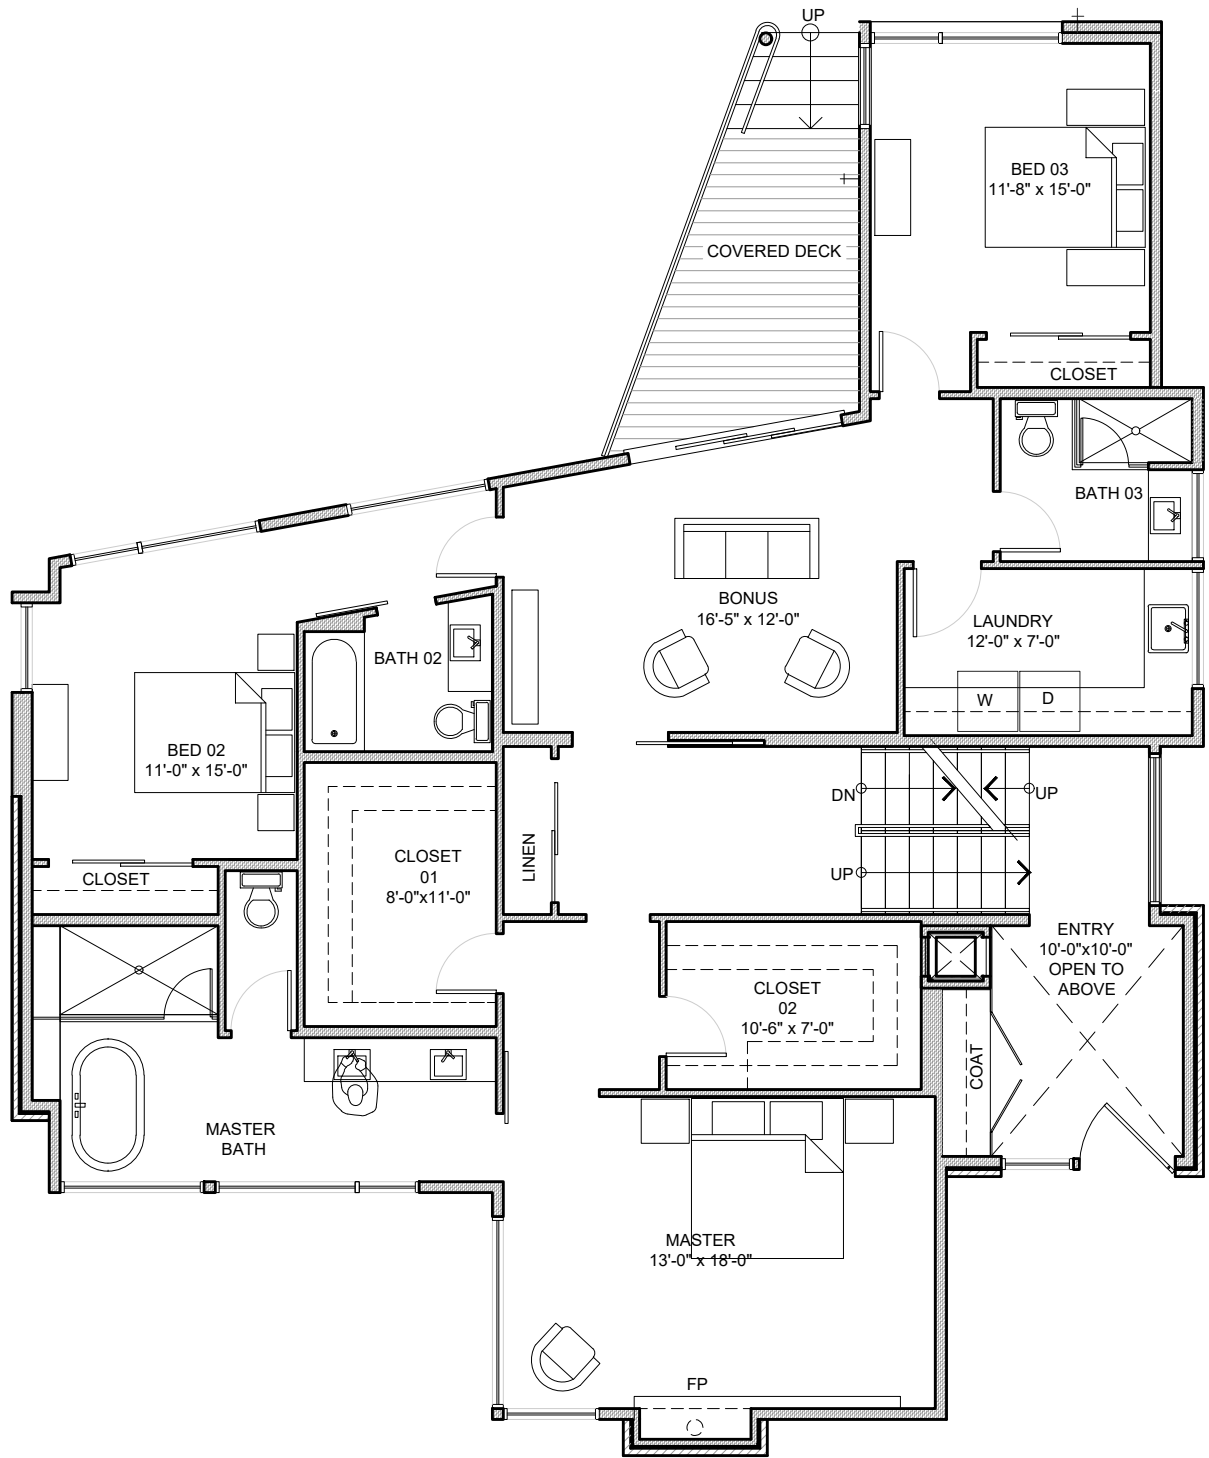 UP
BED 03
11'-8" x 15'-0"
COVERED DECK
CLOSET
BATH 03
BONUS
16'-5" x 12'-0"
LAUNDRY
12'-0" x 7'-0"
W
D
BATH 02
BED 02
11'-0" x 15'-0"
DN
UP
UP
CLOSET
01
8'-0"x11'-0"
LINEN
CLOSET
ENTRY
10'-0"x10'-0"
OPEN TO
ABOVE
CLOSET
02
10'-6" x 7'-0"
COAT
MASTER
BATH
MASTER
13'-0" x 18'-0"
FP